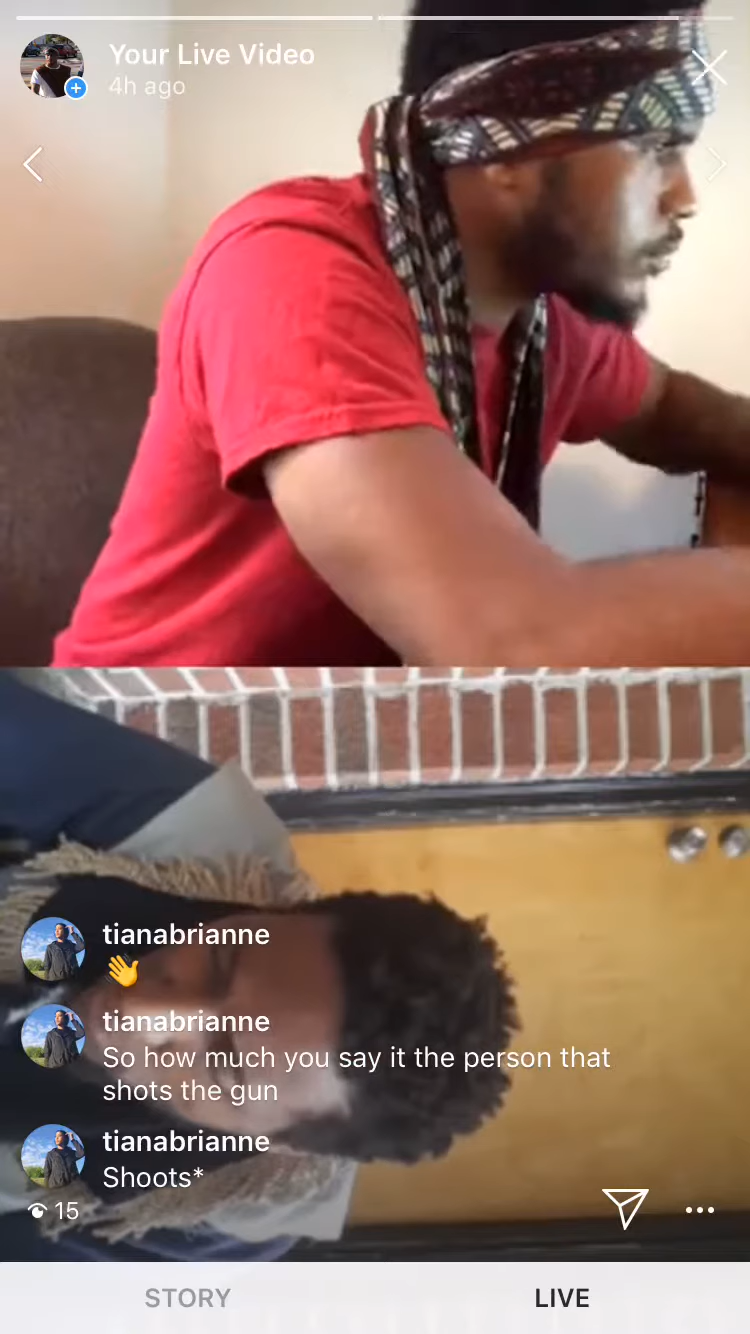 Your Live Video
4h ago
tianabrianne
👋
tianabrianne
So how much you say it the person that
shots the gun
tianabrianne
Shoots*
15
STORY
LIVE